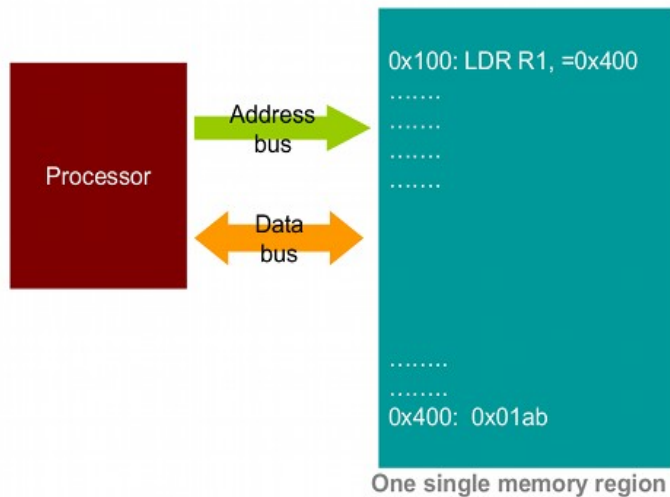 Processor
Address
bus
Data
bus
0x100: LDR R1, =0x400
.......
.......
.......
.......
........
........
0x400:  0x01ab
One single memory region